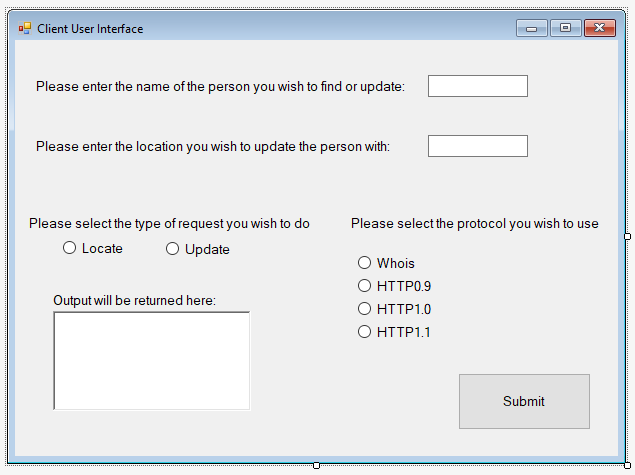 Client User Interface
Please enter the name of the person you wish to find or update:
Please enter the location you wish to update the person with:
Please select the type of request you wish to do
Locate
Update
Please select the protocol you wish to use
Whois
HTTP0.9
HTTP1.0
HTTP1.1
Output will be returned here:
Submit